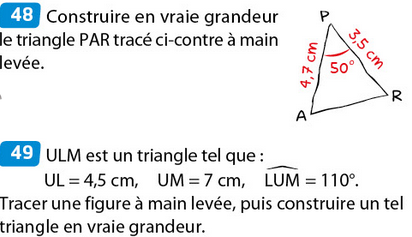 48 Construire en vraie grandeur
le triangle PAR tracé ci-contre à main
levée.
P
4,7 cm
3,5 cm
50°
A
R
49 ULM est un triangle tel que :
UL = 4,5 cm, UM = 7 cm, LUM = 110°.
Tracer une figure à main levée, puis construire un tel
triangle en vraie grandeur.